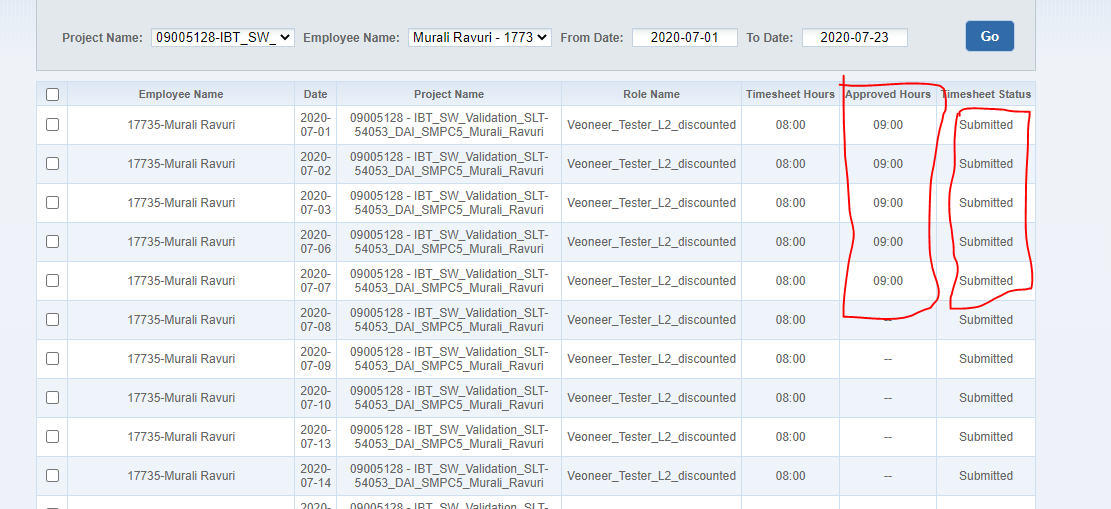 Project Name: 09005128-IBT_SW_ Employee Name: Murali Ravuri - 1773 From Date: 2020-07-01 To Date: 2020-07-23 Go
Employee Name Date Project Name Role Name Timesheet Hours Approved Hours Timesheet Status
17735-Murali Ravuri 2020-07-01 09005128 - IBT_SW_Validation_SLT-54053_DAI_SMPC5_Murali_Ravuri Veoneer_Tester_L2_discounted 08:00 09:00 Submitted
17735-Murali Ravuri 2020-07-02 09005128 - IBT_SW_Validation_SLT-54053_DAI_SMPC5_Murali_Ravuri Veoneer_Tester_L2_discounted 08:00 09:00 Submitted
17735-Murali Ravuri 2020-07-03 09005128 - IBT_SW_Validation_SLT-54053_DAI_SMPC5_Murali_Ravuri Veoneer_Tester_L2_discounted 08:00 09:00 Submitted
17735-Murali Ravuri 2020-07-06 09005128 - IBT_SW_Validation_SLT-54053_DAI_SMPC5_Murali_Ravuri Veoneer_Tester_L2_discounted 08:00 09:00 Submitted
17735-Murali Ravuri 2020-07-07 09005128 - IBT_SW_Validation_SLT-54053_DAI_SMPC5_Murali_Ravuri Veoneer_Tester_L2_discounted 08:00 09:00 Submitted
17735-Murali Ravuri 2020-07-08 09005128 - IBT_SW_Validation_SLT-54053_DAI_SMPC5_Murali_Ravuri Veoneer_Tester_L2_discounted 08:00 -- Submitted
17735-Murali Ravuri 2020-07-09 09005128 - IBT_SW_Validation_SLT-54053_DAI_SMPC5_Murali_Ravuri Veoneer_Tester_L2_discounted 08:00 -- Submitted
17735-Murali Ravuri 2020-07-10 09005128 - IBT_SW_Validation_SLT-54053_DAI_SMPC5_Murali_Ravuri Veoneer_Tester_L2_discounted 08:00 -- Submitted
17735-Murali Ravuri 2020-07-13 09005128 - IBT_SW_Validation_SLT-54053_DAI_SMPC5_Murali_Ravuri Veoneer_Tester_L2_discounted 08:00 -- Submitted
17735-Murali Ravuri 2020-07-14 09005128 - IBT_SW_Validation_SLT-54053_DAI_SMPC5_Murali_Ravuri Veoneer_Tester_L2_discounted 08:00 -- Submitted
2020- 09005128 - IBT_SW_Validation_SLT-